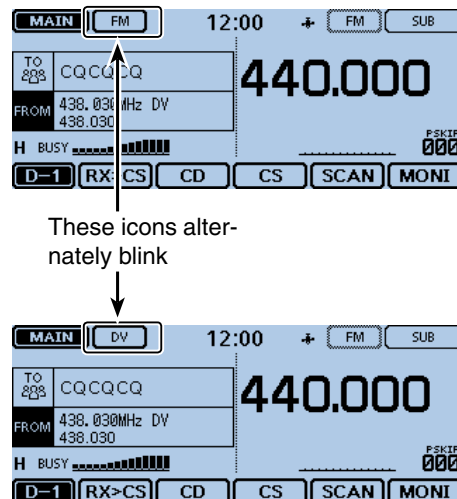 MAIN FM 12:00 FM SUB
TO CQCQCQ 440.000
FROM 438.030MHz DV
438.030
H BUSY PSKIP
000
D-1 RX>CS CD CS SCAN MONI
These icons alter-
nately blink
MAIN DV 12:00 FM SUB
TO CQCQCQ 440.000
FROM 438.030MHz DV
438.030
H BUSY PSKIP
000
D-1 RX>CS CD CS SCAN MONI